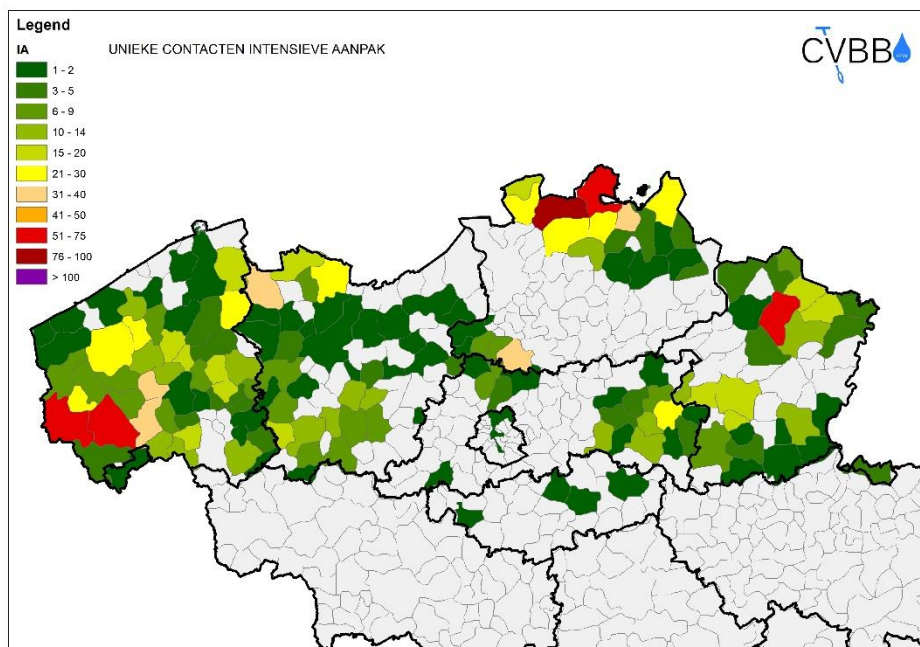 Legend
IA
UNIEKE CONTACTEN INTENSIEVE AANPAK
CVBB
1 - 2
3 - 5
6 - 9
10 - 14
15 - 20
21 - 30
31 - 40
41 - 50
51 - 75
76 - 100
> 100